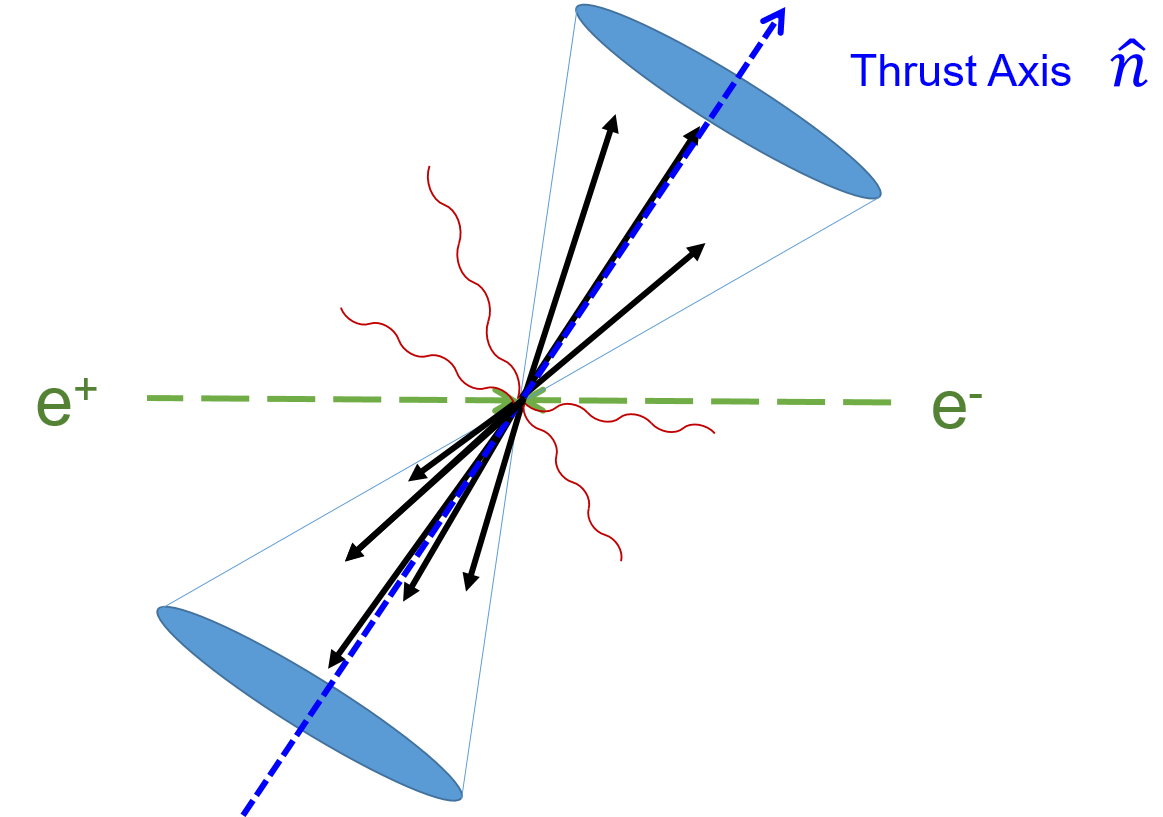 Thrust Axis n̂
e⁺
e⁻